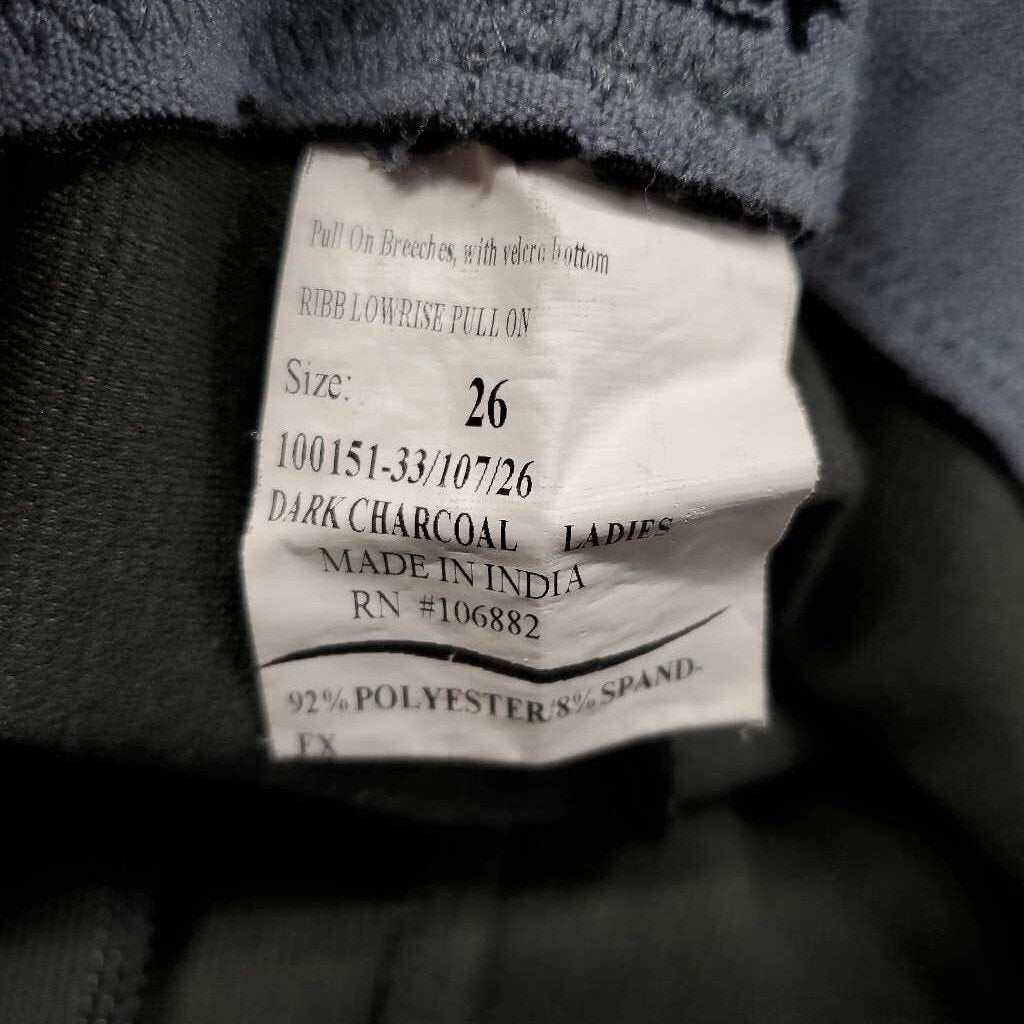 Pull On Breeches, with velcro bottom
RIBB LOWRISE PULL ON
Size: 26
100151-33/107/26
DARK CHARCOAL LADIES
MADE IN INDIA
RN #106882
92% POLYESTER/8% SPAND-
EX